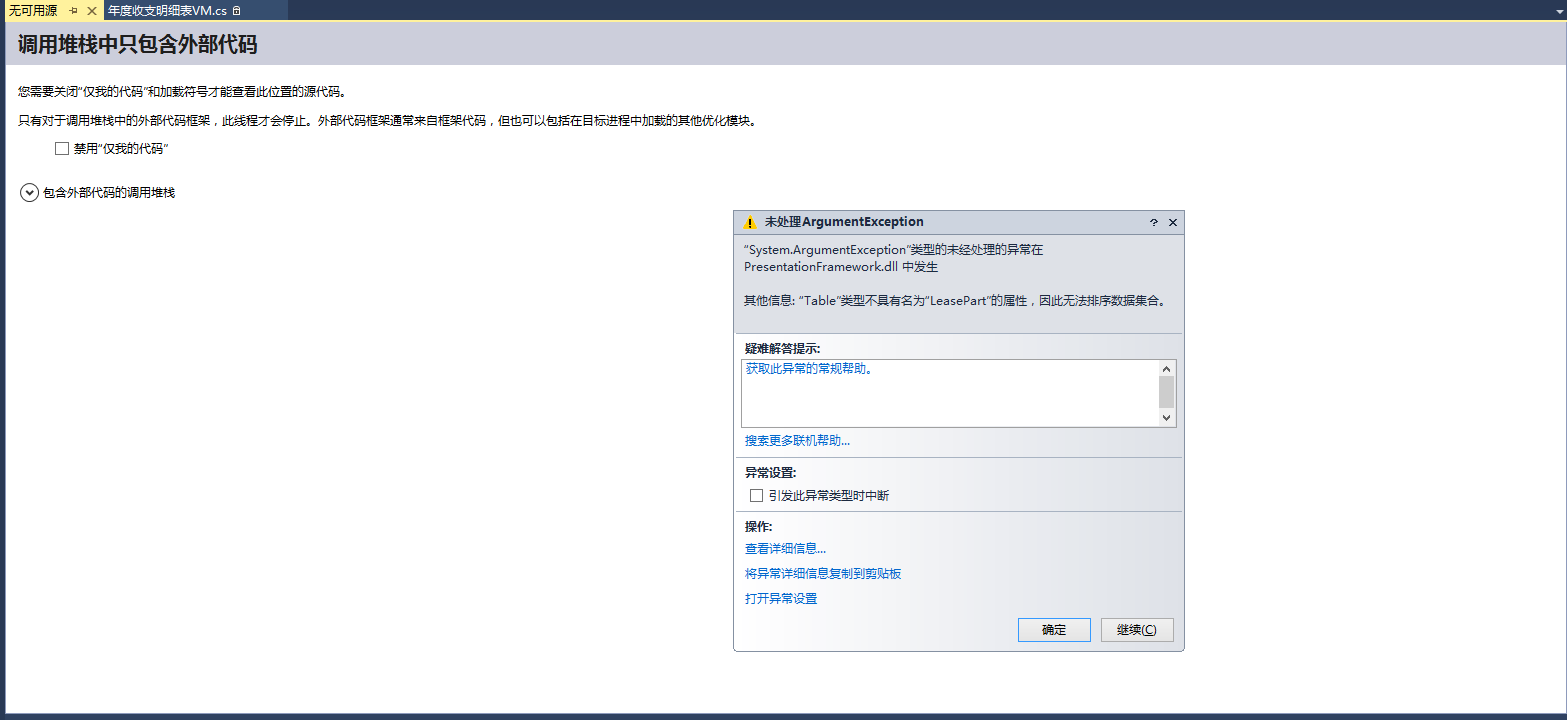 无可用源
年度收支明细表VM.cs
调用堆栈中只包含外部代码
您需要关闭“仅我的代码”和加载符号才能查看此位置的源代码。
只有对于调用堆栈中的外部代码框架，此线程才会停止。外部代码框架通常来自框架代码，但也可以包括在目标进程中加载的其他优化模块。
禁用“仅我的代码”
包含外部代码的调用堆栈
未处理ArgumentException
“System.ArgumentException”类型的未经处理的异常在
PresentationFramework.dll 中发生
其他信息: “Table”类型不具有名为“LeasePart”的属性，因此无法排序数据集合。
疑难解答提示:
获取此异常的常规帮助。
搜索更多联机帮助...
异常设置:
引发此异常类型时中断
操作:
查看详细信息...
将异常详细信息复制到剪贴板
打开异常设置
确定
继续(C)